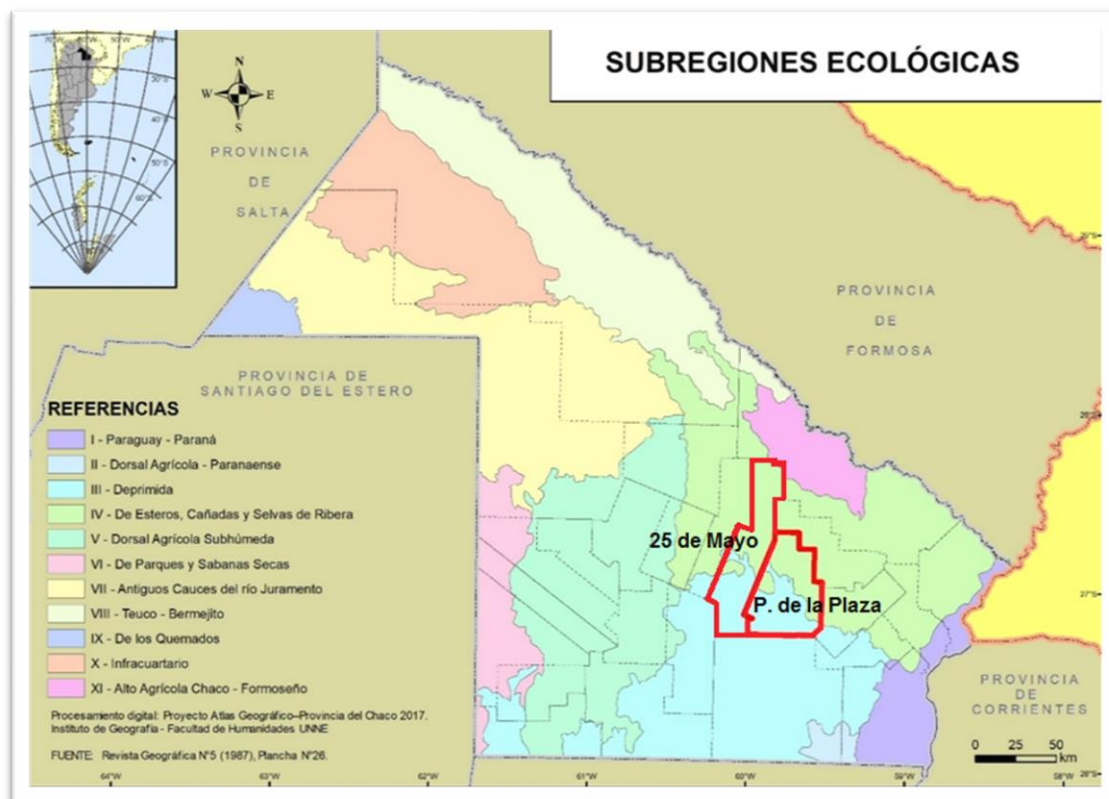 SUBREGIONES ECOLÓGICAS
N
W E
S
PROVINCIA
DE
SALTA
PROVINCIA
DE
FORMOSA
PROVINCIA DE
SANTIAGO DEL ESTERO
25 de Mayo
P. de la Plaza
PROVINCIA
DE
CORRIENTES
REFERENCIAS
I - Paraguay - Paraná
II - Dorsal Agrícola - Paranaense
III - Deprimida
IV - De Esteros, Cañadas y Selvas de Ribera
V - Dorsal Agrícola Subhúmeda
VI - De Parques y Sabanas Secas
VII - Antiguos Cauces del río Juramento
VIII - Teuco - Bermejito
IX - De los Quemados
X - Infracuartario
XI - Alto Agrícola Chaco - Formoseño
Procesamiento digital: Proyecto Atlas Geográfico–Provincia del Chaco 2017.
Instituto de Geografía - Facultad de Humanidades UNNE
FUENTE: Revista Geográfica N°5 (1987), Plancha N°26.
0 25 50
km
26°S
27°S
28°S
64°W 63°W 62°W 61°W 60°W 59°W 58°W